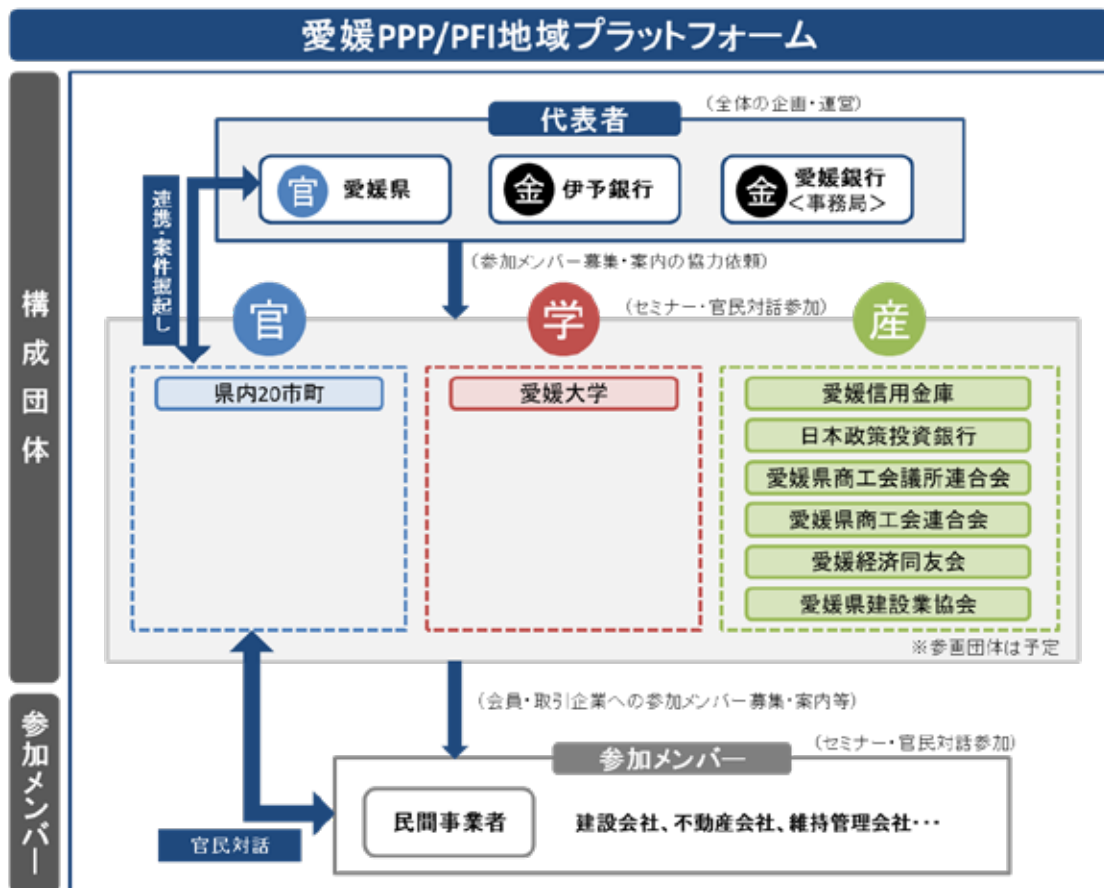 愛媛PPP/PFI地域プラットフォーム
構成団体
(全体の企画・運営)
代表者
官 愛媛県
金 伊予銀行
金 愛媛銀行
<事務局>
連携・案件掘起し
(参加メンバー募集・案内の協力依頼)
官
学
(セミナー・官民対話参加)
産
県内20市町
愛媛大学
愛媛信用金庫
日本政策投資銀行
愛媛県商工会議所連合会
愛媛県商工会連合会
愛媛経済同友会
愛媛県建設業協会
※参画団体は予定
(会員・取引企業への参加メンバー募集・案内等)
参加メンバー
(セミナー・官民対話参加)
参加メンバー
民間事業者
建設会社、不動産会社、維持管理会社・・・
官民対話